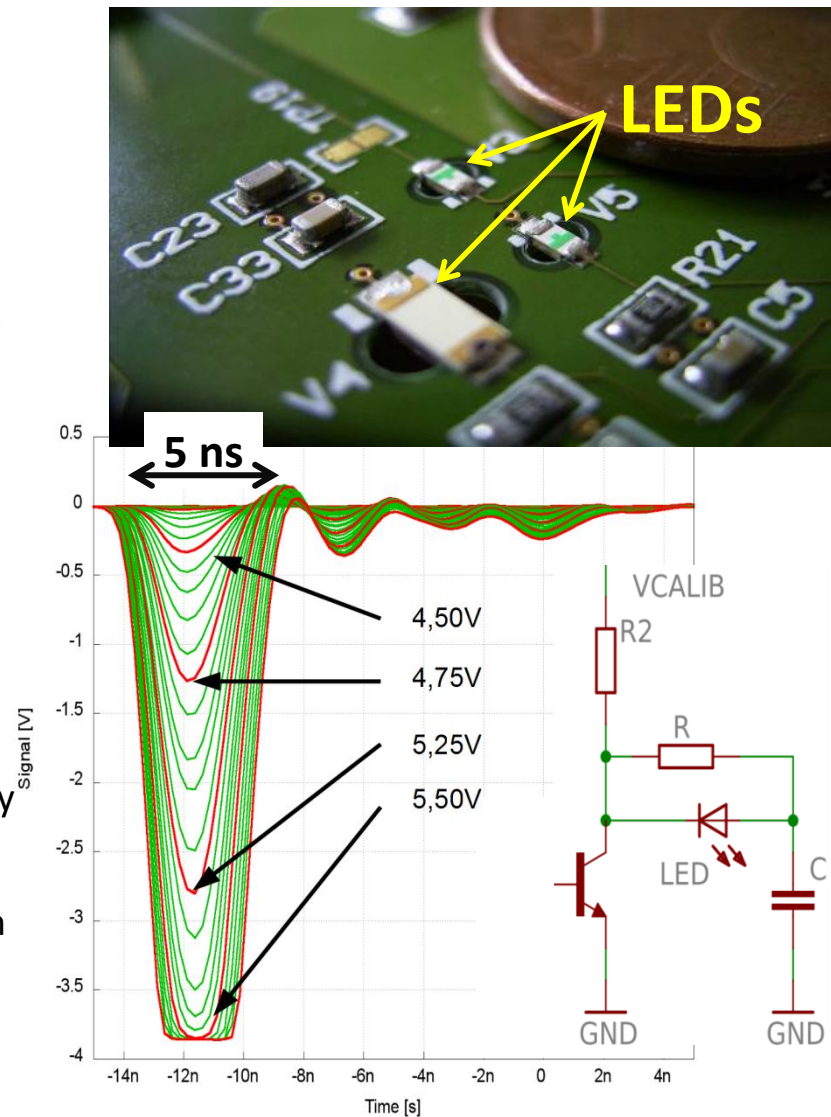 LEDs
TP19
V5
C23
C33
R21
C5
V4
5 ns
0.5
0
-0.5
-1
-1.5
-2
-2.5
-3
-3.5
-4
Signal [V]
-14n -12n -10n -8n -6n -4n -2n 0 2n 4n
Time [s]
4,50V
4,75V
5,25V
5,50V
VCALIB
R2
R
LED
C
GND
GND
y